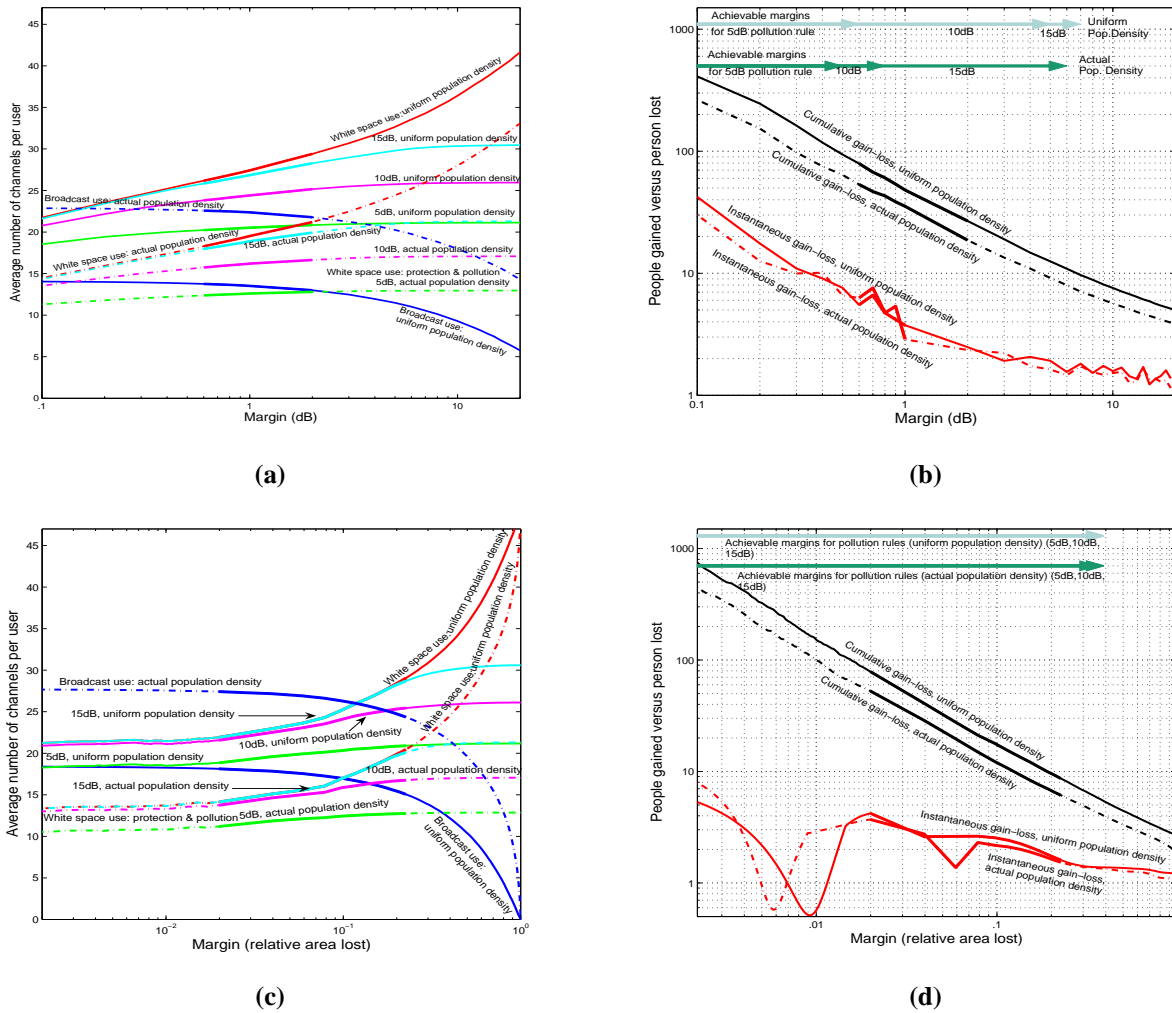 45
40
35
30
25
20
15
10
5
0
.1
1
10
Margin (dB)
Average number of channels per user
White space use:uniform population density
15dB, uniform population density
10dB, uniform population density
Broadcast use: actual population density
5dB, uniform population density
White space use: actual population density
15dB, actual population density
10dB, actual population density
White space use: protection & pollution
5dB, actual population density
Broadcast use:
uniform population density
(a)
1000
100
10
1
0.1
1
10
Margin (dB)
People gained versus person lost
Achievable margins
for 5dB pollution rule
10dB
15dB
Uniform
Pop.Density
Achievable margins
for 5dB pollution rule
10dB
15dB
Actual
Pop. Density
Cumulative gain–loss, uniform population density
Cumulative gain–loss, actual population density
Instantaneous gain–loss, uniform population density
Instantaneous gain–loss, actual population density
(b)
45
40
35
30
25
20
15
10
5
0
10−2
10−1
100
Margin (relative area lost)
Average number of channels per user
White space use:uniform population density
White space use:uniform population density
Broadcast use: actual population density
15dB, uniform population density
10dB, uniform population density
5dB, uniform population density
10dB, actual population density
15dB, actual population density
White space use: protection & pollution
5dB, actual population density
Broadcast use:
uniform population density
(c)
1000
100
10
1
.01
.1
Margin (relative area lost)
People gained versus person lost
Achievable margins for pollution rules (uniform population density) (5dB,10dB,
15dB)
Achievable margins for pollution rules (actual population density) (5dB,10dB,
15dB)
Cumulative gain–loss, uniform population density
Cumulative gain–loss, actual population density
Instantaneous gain–loss, uniform population density
Instantaneous gain–loss,
actual population density
(d)